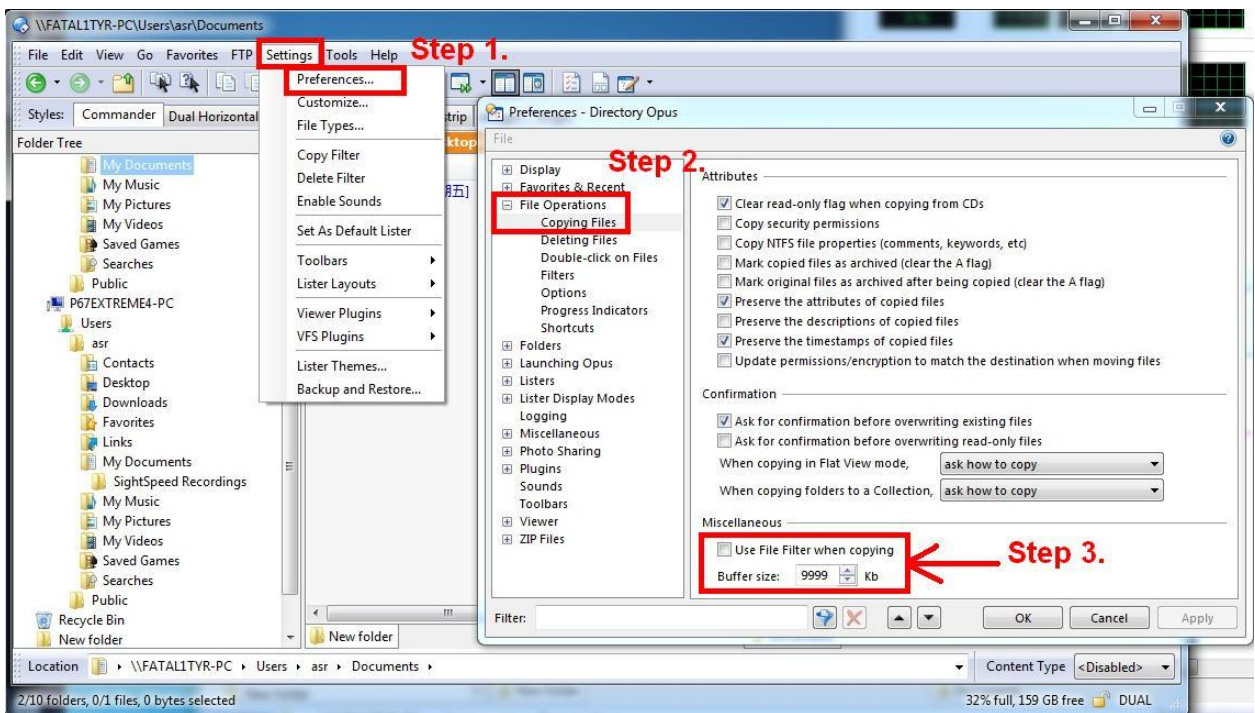 \\FATAL1TYR-PC\Users\asr\Documents
File Edit View Go Favorites FTP Settings Tools Help
Step 1.
Preferences...
Customize...
File Types...
Copy Filter
Delete Filter
Enable Sounds
Set As Default Lister
Toolbars
Lister Layouts
Viewer Plugins
VFS Plugins
Lister Themes...
Backup and Restore...
Styles: Commander Dual Horizontal
strip
Folder Tree
ktop
期五]
My Documents
My Music
My Pictures
My Videos
Saved Games
Searches
Public
P67EXTREME4-PC
Users
asr
Contacts
Desktop
Downloads
Favorites
Links
My Documents
SightSpeed Recordings
My Music
My Pictures
My Videos
Saved Games
Searches
Public
Recycle Bin
New folder
New folder
Preferences - Directory Opus
File
Step 2.
Display
Favorites & Recent
File Operations
Copying Files
Deleting Files
Double-click on Files
Filters
Options
Progress Indicators
Shortcuts
Folders
Launching Opus
Listers
Lister Display Modes
Logging
Miscellaneous
Photo Sharing
Plugins
Sounds
Toolbars
Viewer
ZIP Files
Attributes
Clear read-only flag when copying from CDs
Copy security permissions
Copy NTFS file properties (comments, keywords, etc)
Mark copied files as archived (clear the A flag)
Mark original files as archived after being copied (clear the A flag)
Preserve the attributes of copied files
Preserve the descriptions of copied files
Preserve the timestamps of copied files
Update permissions/encryption to match the destination when moving files
Confirmation
Ask for confirmation before overwriting existing files
Ask for confirmation before overwriting read-only files
When copying in Flat View mode, ask how to copy
When copying folders to a Collection, ask how to copy
Miscellaneous
Use File Filter when copying
Buffer size: 9999 Kb
Step 3.
Filter:
OK Cancel Apply
Location \\FATAL1TYR-PC Users asr Documents
Content Type <Disabled>
2/10 folders, 0/1 files, 0 bytes selected
32% full, 159 GB free DUAL